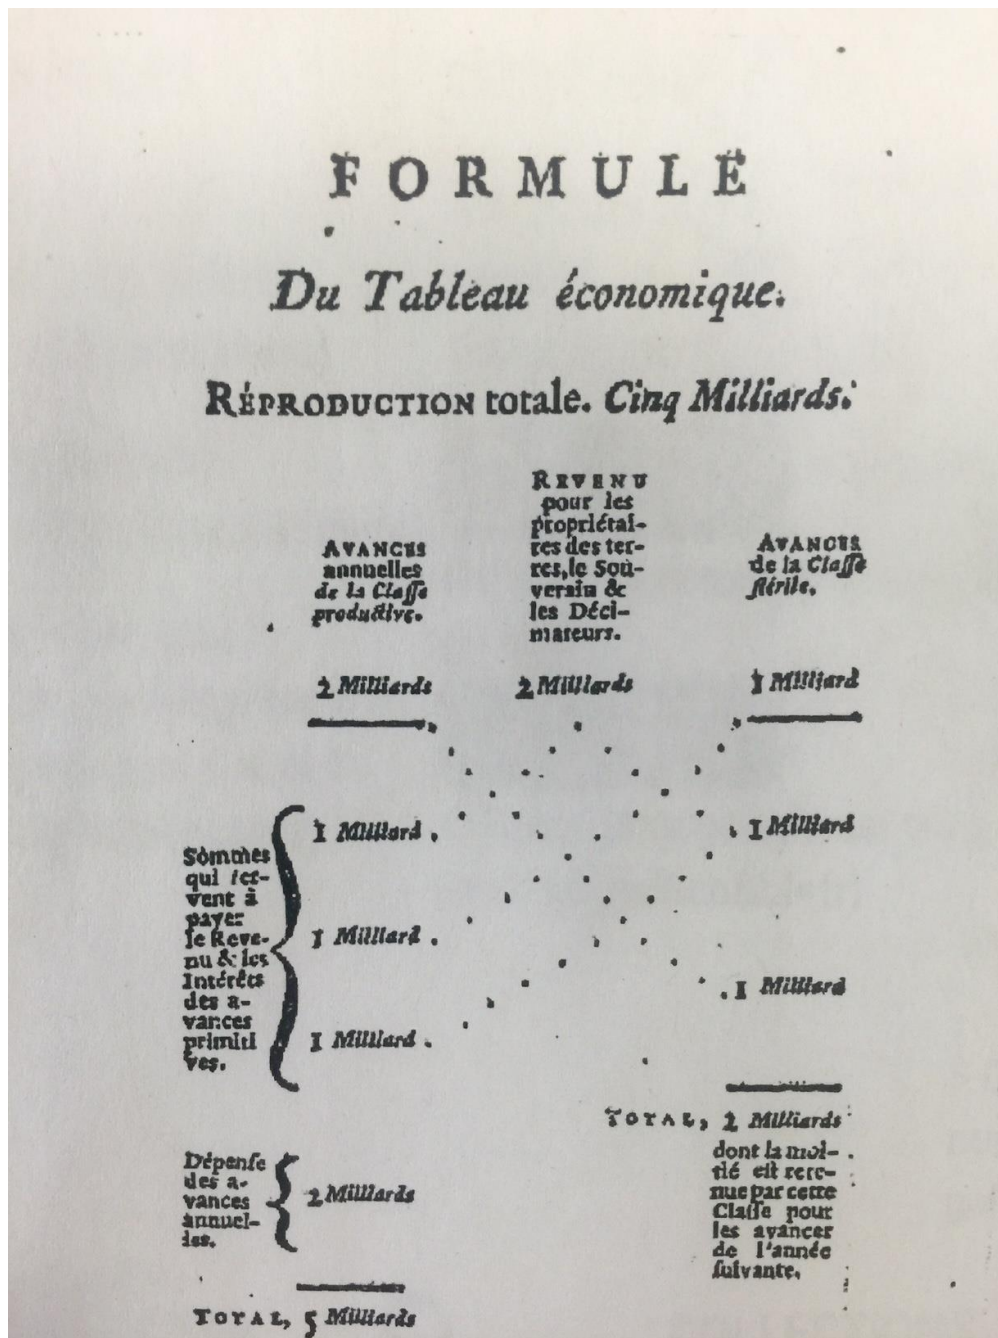 FORMULE
Du Tableau économique.
RÉPRODUCTION totale. Cinq Milliards.
REVENU
pour les
propriétai-
res des ter-
res, le Sou-
verain &
les Déci-
mateurs.
AVANCES
annuelles
de la Classe
productive.
AVANCES
de la Classe
stérile.
2 Milliards
2 Milliards
1 Milliard
1 Milliard
1 Milliard
Sommes
qui ser-
vent à
payer
le Reve-
nu & les
Intérêts
des a-
vances
primiti
ves.
1 Milliard
1 Milliard
1 Milliard
TOTAL, 2 Milliards
dont la moi-
tié est rete-
nue par cette
Classe pour
les avancer
de l'année
suivante.
Dépense
des a-
vances
annuel-
les.
2 Milliards
TOTAL, 5 Milliards